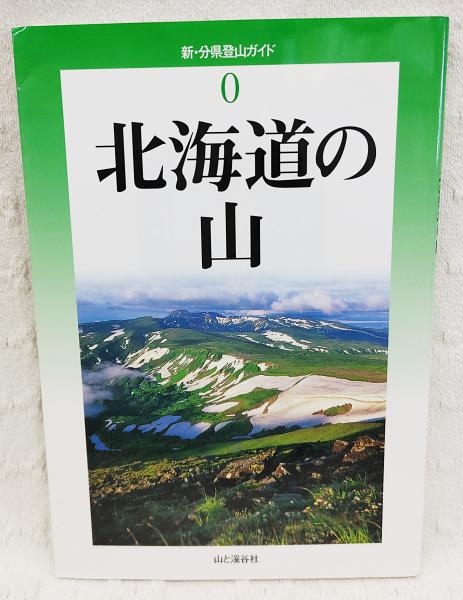 新・分県登山ガイド
0
北海道の
山
山と溪谷社